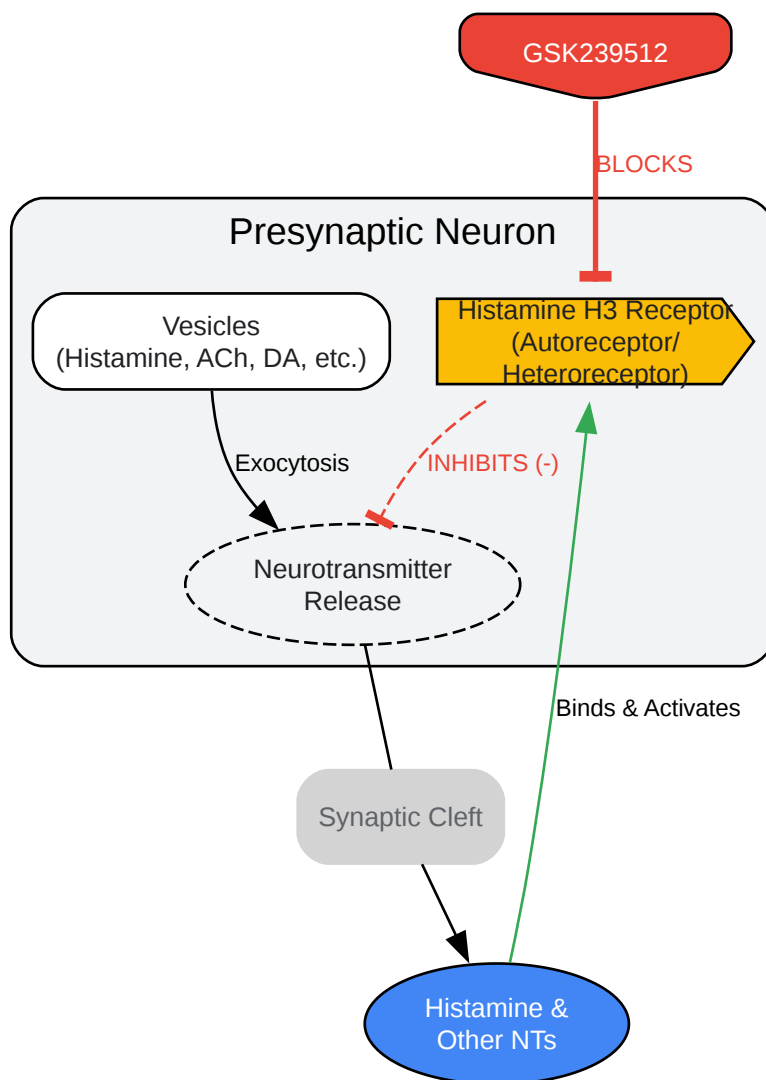 GSK239512
BLOCKS
Presynaptic Neuron
Vesicles
(Histamine, ACh, DA, etc.)
Histamine H3 Receptor
(Autoreceptor/
Heteroreceptor)
Exocytosis
INHIBITS (-)
Neurotransmitter
Release
Binds & Activates
Synaptic Cleft
Histamine &
Other NTs